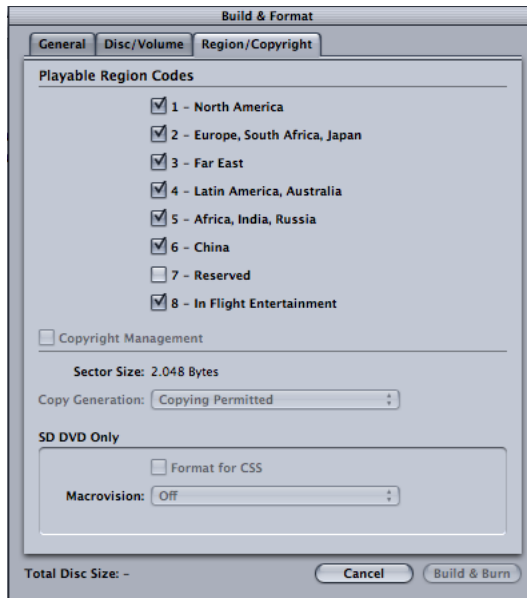 Build & Format
General Disc/Volume Region/Copyright
Playable Region Codes
1 - North America
2 - Europe, South Africa, Japan
3 - Far East
4 - Latin America, Australia
5 - Africa, India, Russia
6 - China
7 - Reserved
8 - In Flight Entertainment
Copyright Management
Sector Size: 2.048 Bytes
Copy Generation: Copying Permitted
SD DVD Only
Format for CSS
Macrovision: Off
Total Disc Size: - Cancel Build & Burn